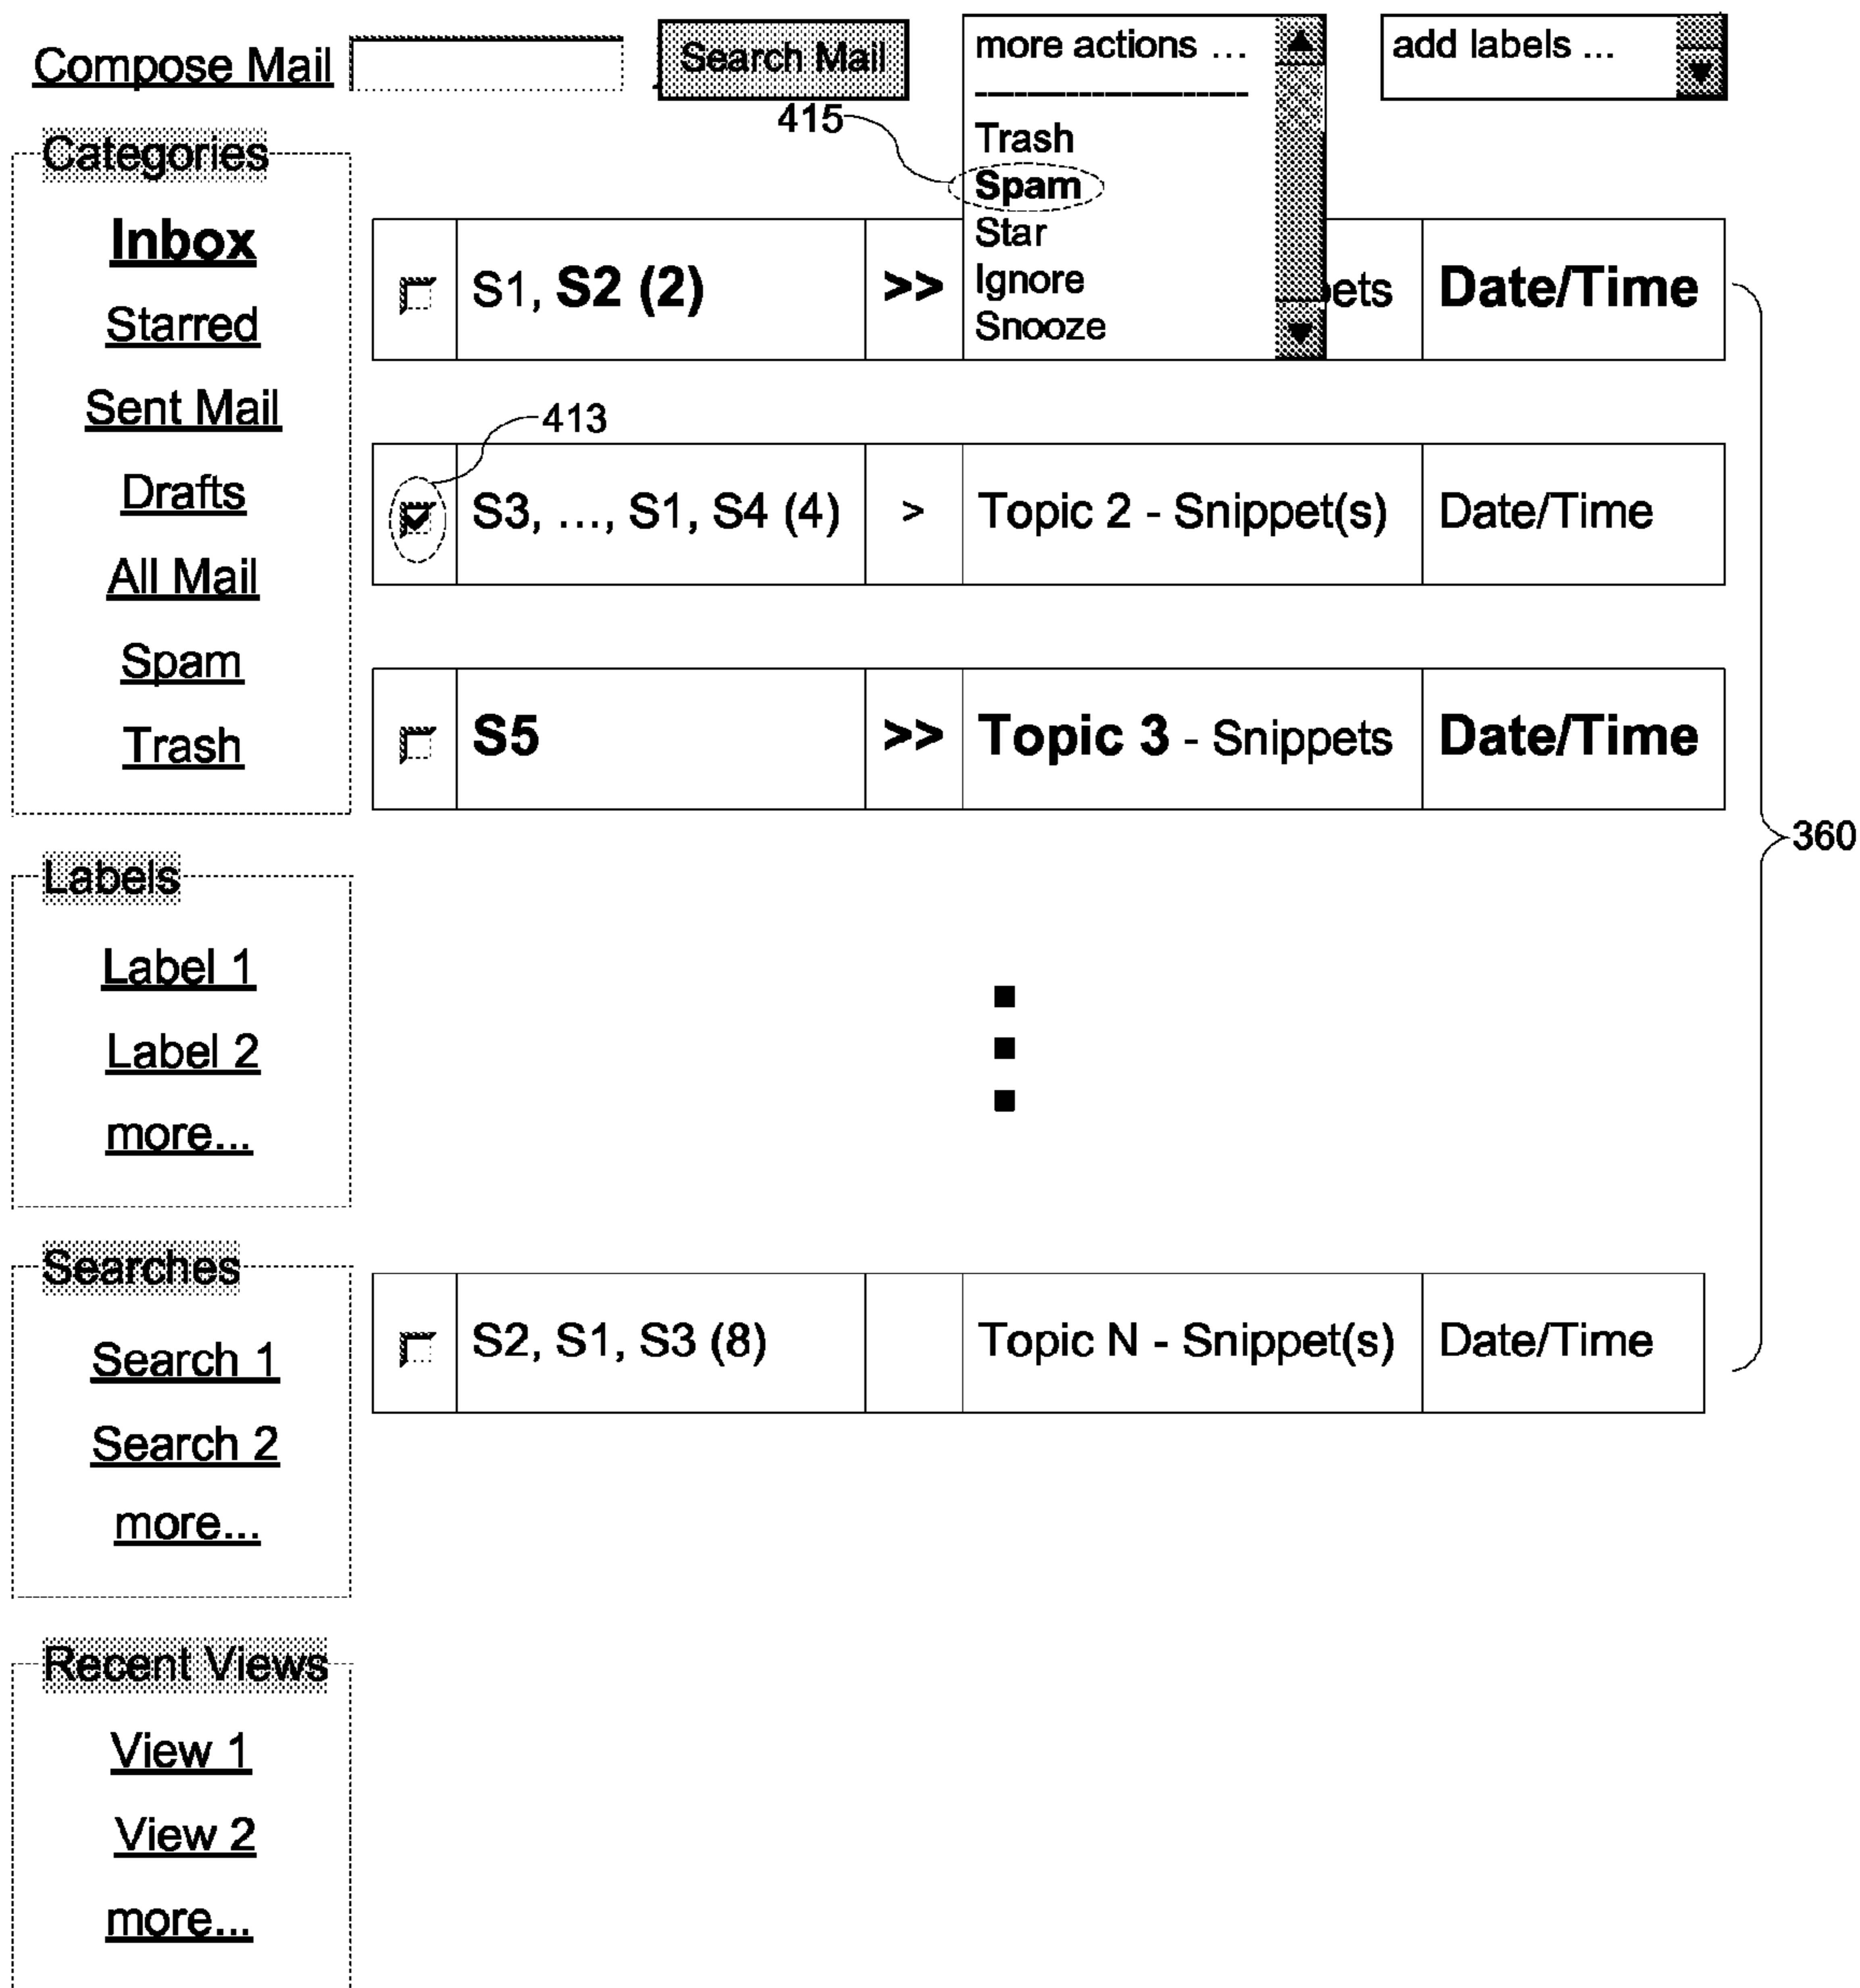 Compose Mail
Search Mail
more actions ...
add labels ...
--------------------
415
Trash
Spam
Star
Ignore
Snooze
Categories
Inbox
Starred
Sent Mail
Drafts
All Mail
Spam
Trash
S1, S2 (2) >> ets Date/Time
413
S3, ..., S1, S4 (4) > Topic 2 - Snippet(s) Date/Time
S5 >> Topic 3 - Snippets Date/Time
360
Labels
Label 1
Label 2
more...
Searches
Search 1
Search 2
more...
S2, S1, S3 (8) Topic N - Snippet(s) Date/Time
Recent Views
View 1
View 2
more...